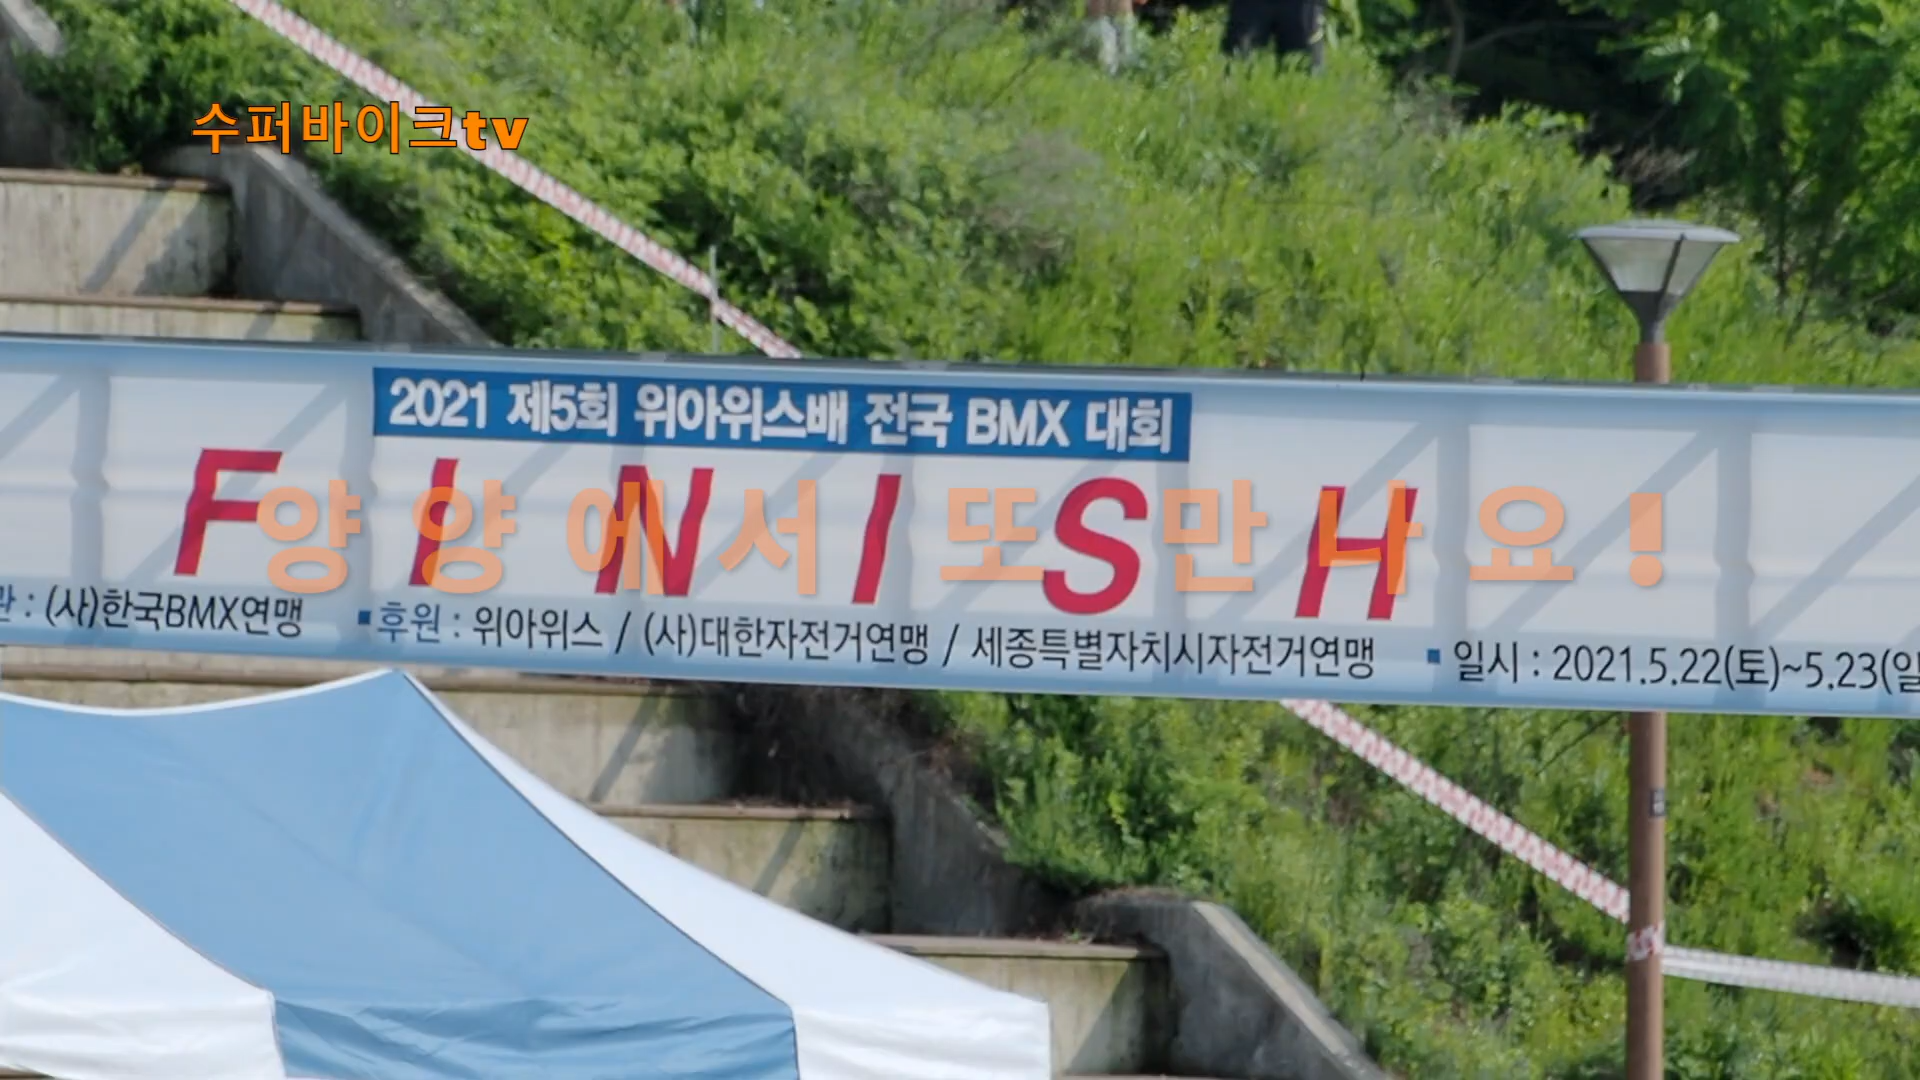 수퍼바이크tv
2021 제5회 위아위스배 전국 BMX 대회
FINISH
양양에서 또만나요!
: (사)한국BMX연맹 ▪후원 : 위아위스 / (사)대한자전거연맹 / 세종특별자치시자전거연맹 ▪일시 : 2021.5.22(토)~5.23(일